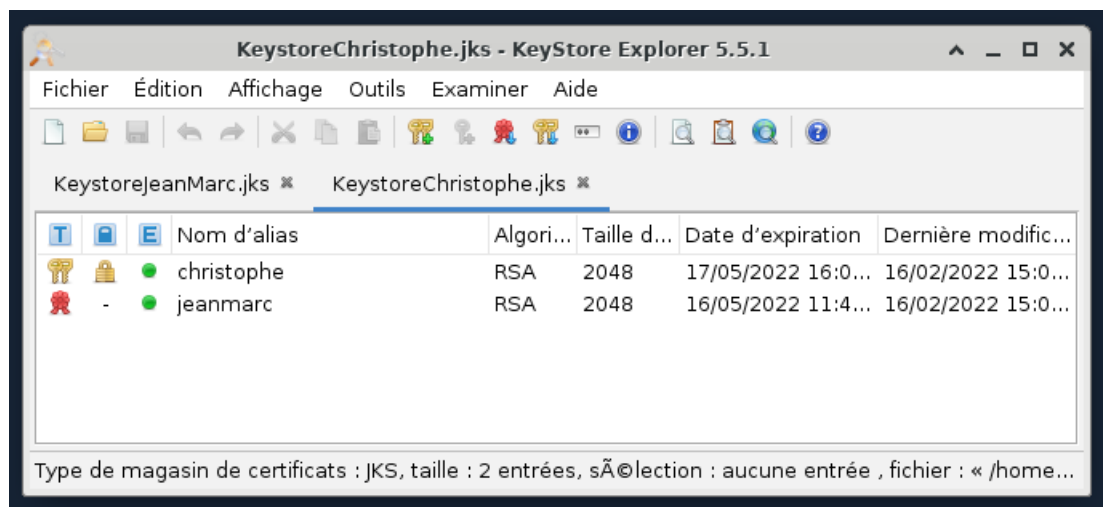 KeystoreChristophe.jks - KeyStore Explorer 5.5.1
Fichier Édition Affichage Outils Examiner Aide
KeystoreJeanMarc.jks KeystoreChristophe.jks
T E Nom d'alias Algori... Taille d... Date d'expiration Dernière modific...
christophe RSA 2048 17/05/2022 16:0... 16/02/2022 15:0...
jeanmarc - RSA 2048 16/05/2022 11:4... 16/02/2022 15:0...
Type de magasin de certificats : JKS, taille : 2 entrées, sÃ©lection : aucune entrée , fichier : « /home...